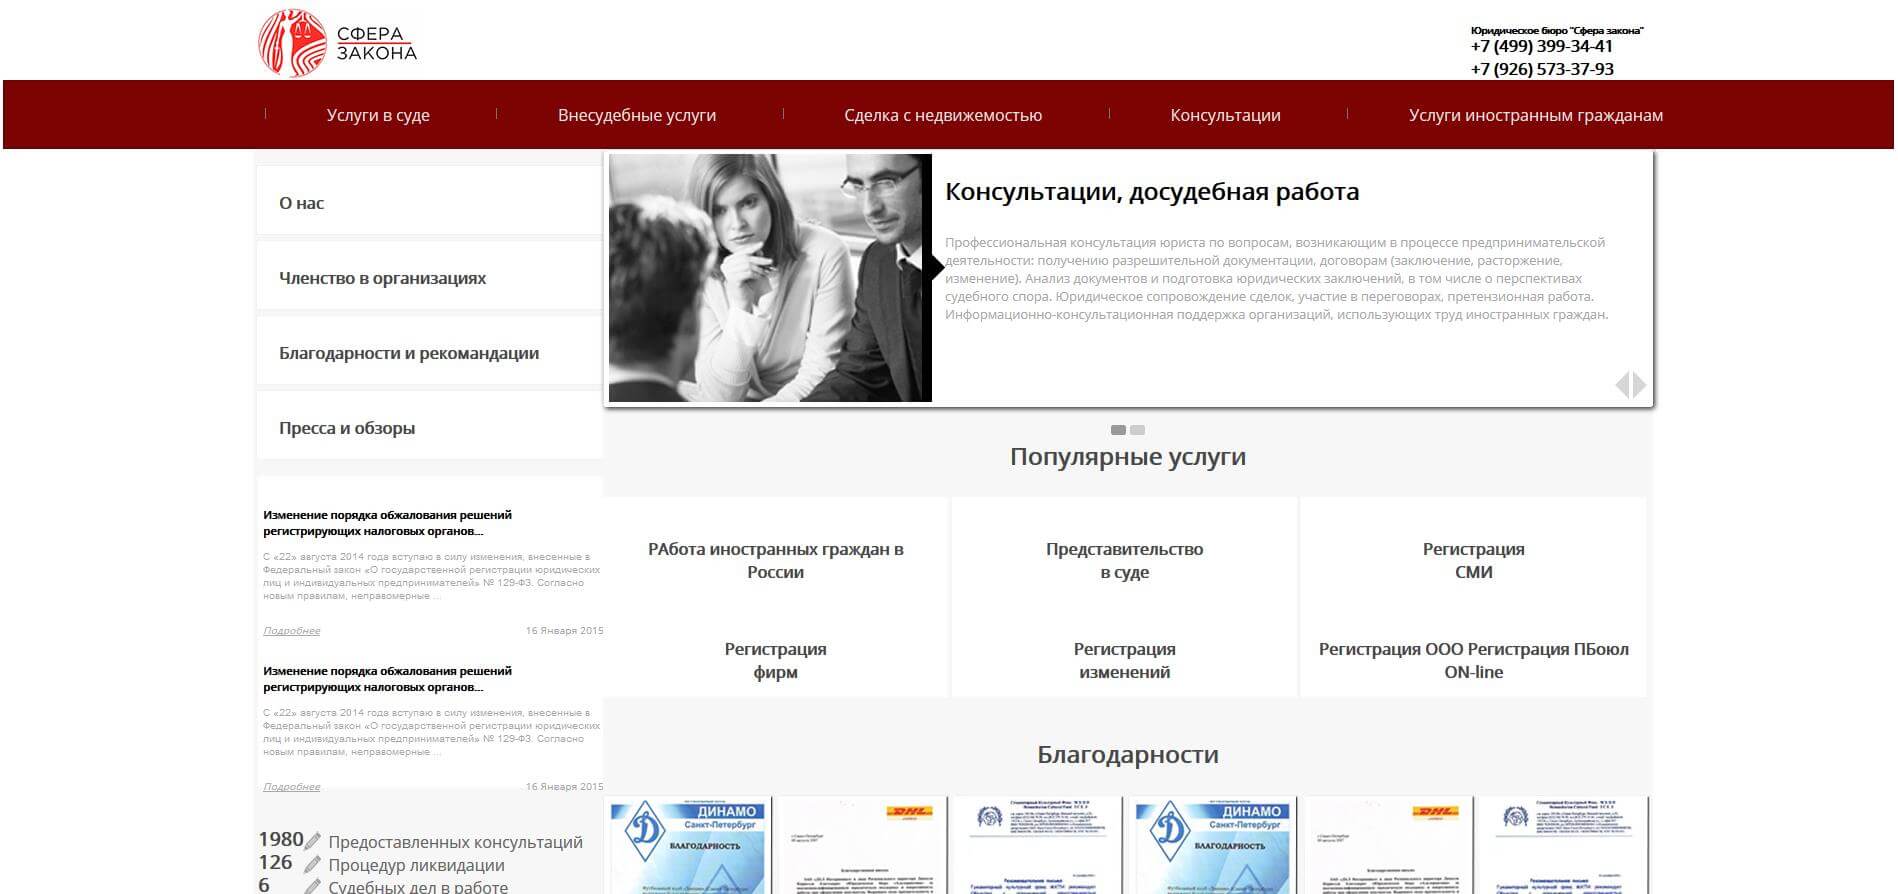 СФЕРА
ЗАКОНА
Юридическое бюро "Сфера закона"
+7 (499) 399-34-41
+7 (926) 573-37-93
Услуги в суде
Внесудебные услуги
Сделка с недвижемостью
Консультации
Услуги иностранным гражданам
О нас
Членство в организациях
Благодарности и рекомандации
Пресса и обзоры
Изменение порядка обжалования решений
регистрирующих налоговых органов...
С «22» августа 2014 года вступаю в силу изменения, внесенные в
Федеральный закон «О государственной регистрации юридических
лиц и индивидуальных предпринимателей» № 129-ФЗ. Согласно
новым правилам, неправомерные ...
Подробнее
16 Января 2015
Изменение порядка обжалования решений
регистрирующих налоговых органов...
С «22» августа 2014 года вступаю в силу изменения, внесенные в
Федеральный закон «О государственной регистрации юридических
лиц и индивидуальных предпринимателей» № 129-ФЗ. Согласно
новым правилам, неправомерные ...
Подробнее
16 Января 2015
1980 Предоставленных консультаций
126 Процедур ликвидации
6 Судебных дел в работе
Консультации, досудебная работа
Профессиональная консультация юриста по вопросам, возникающим в процессе предпринимательской
деятельности: получению разрешительной документации, договорам (заключение, расторжение,
изменение). Анализ документов и подготовка юридических заключений, в том числе о перспективах
судебного спора. Юридическое сопровождение сделок, участие в переговорах, претензионная работа.
Информационно-консультационная поддержка организаций, использующих труд иностранных граждан.
Популярные услуги
РАбота иностранных граждан в
России
Представительство
в суде
Регистрация
СМИ
Регистрация
фирм
Регистрация
изменений
Регистрация ООО Регистрация ПБоюл
ON-line
Благодарности
ДИНАМО
Санкт-Петербург
БЛАГОДАРНОСТЬ
DHL
ДИНАМО
Санкт-Петербург
БЛАГОДАРНОСТЬ
DHL